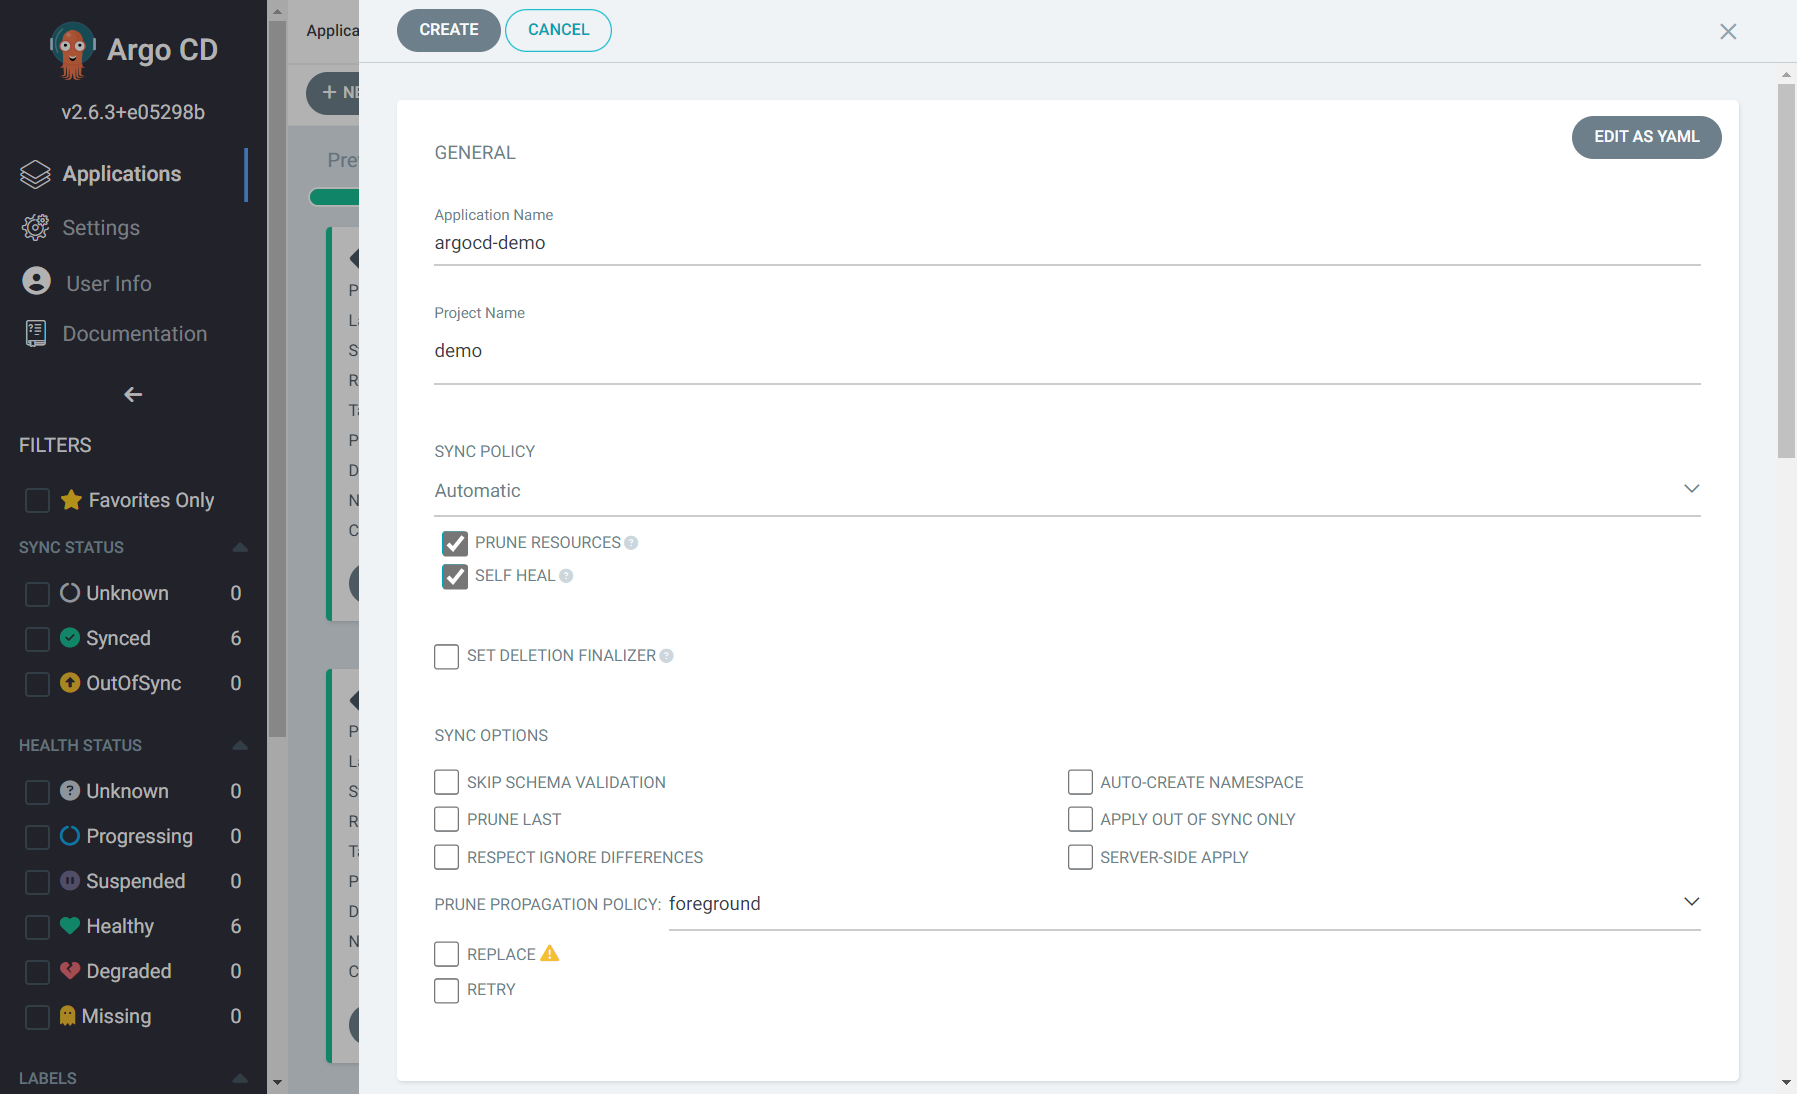 Argo CD
v2.6.3+e05298b
Applications
Settings
User Info
Documentation
FILTERS
Favorites Only
SYNC STATUS
Unknown 0
Synced 6
OutOfSync 0
HEALTH STATUS
Unknown 0
Progressing 0
Suspended 0
Healthy 6
Degraded 0
Missing 0
LABELS
CREATE
CANCEL
EDIT AS YAML
GENERAL
Application Name
argocd-demo
Project Name
demo
SYNC POLICY
Automatic
PRUNE RESOURCES
SELF HEAL
SET DELETION FINALIZER
SYNC OPTIONS
SKIP SCHEMA VALIDATION
AUTO-CREATE NAMESPACE
PRUNE LAST
APPLY OUT OF SYNC ONLY
RESPECT IGNORE DIFFERENCES
SERVER-SIDE APPLY
PRUNE PROPAGATION POLICY: foreground
REPLACE
RETRY